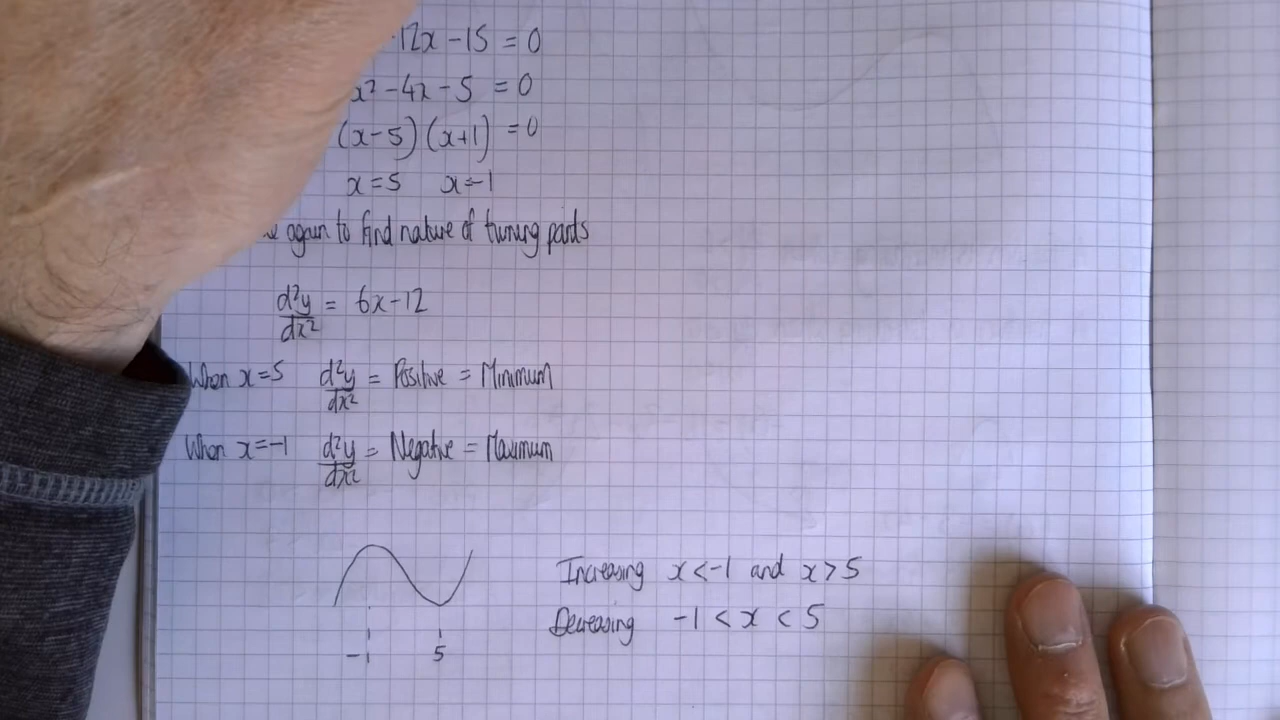 12x - 15 = 0
x² - 4x - 5 = 0
(x-5)(x+1) = 0
x = 5 x = -1
again to find nature of turning parts
d²y/dx² = 6x - 12
When x = 5 d²y/dx² = Positive = Minimum
When x = -1 d²y/dx² = Negative = Maximum
Increasing x < -1 and x > 5
Decreasing -1 < x < 5
-1 5